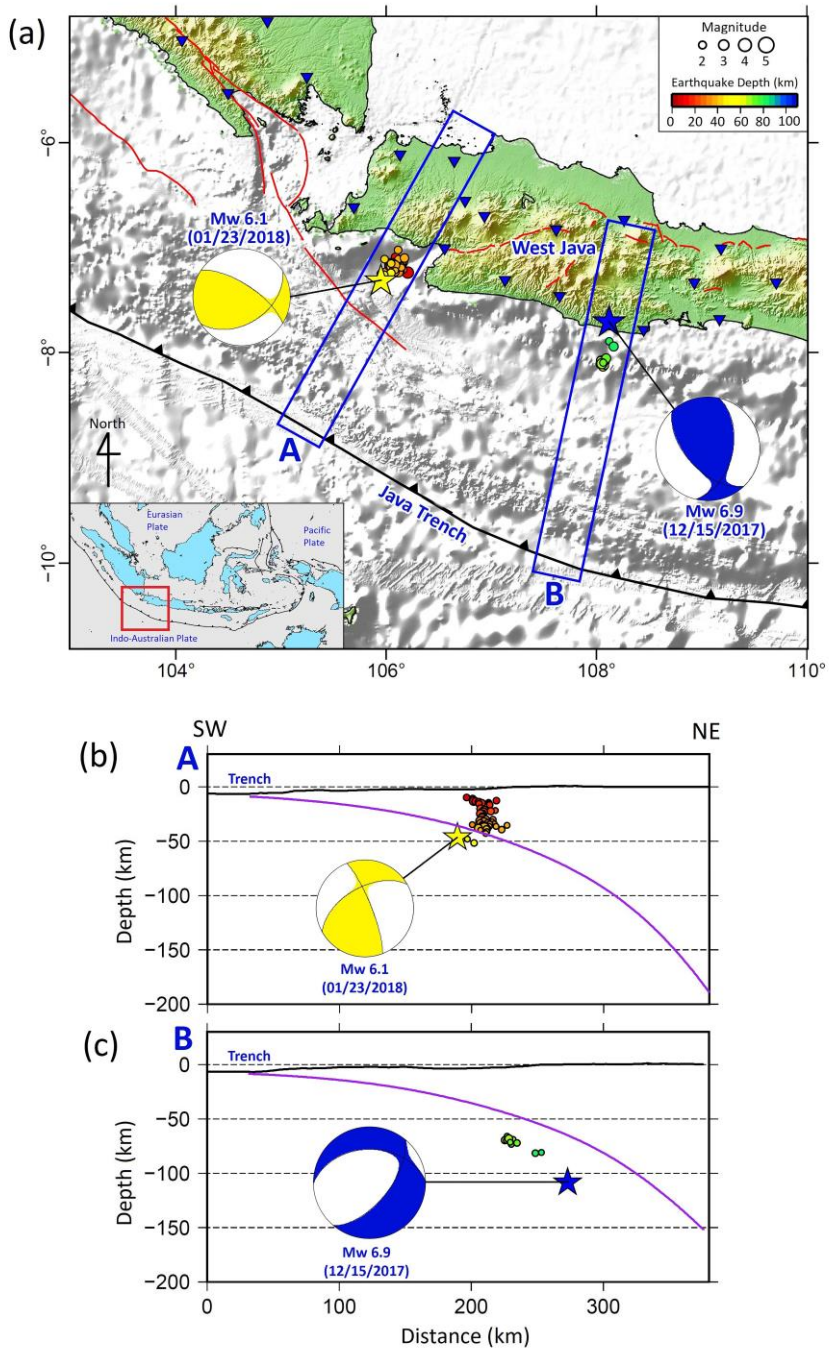 (a)
Magnitude
2 3 4 5
Earthquake Depth (km)
0 20 40 60 80 100
−6°
Mw 6.1
(01/23/2018)
West Java
−8°
North
A
Java Trench
Mw 6.9
(12/15/2017)
−10°
B
Eurasian
Plate
Pacific
Plate
Indo-Australian Plate
104° 106° 108° 110°
(b)
SW NE
A
Trench
0
−50
−100
−150
−200
Depth (km)
Mw 6.1
(01/23/2018)
(c)
B
Trench
0
−50
−100
−150
−200
Depth (km)
Mw 6.9
(12/15/2017)
0 100 200 300
Distance (km)